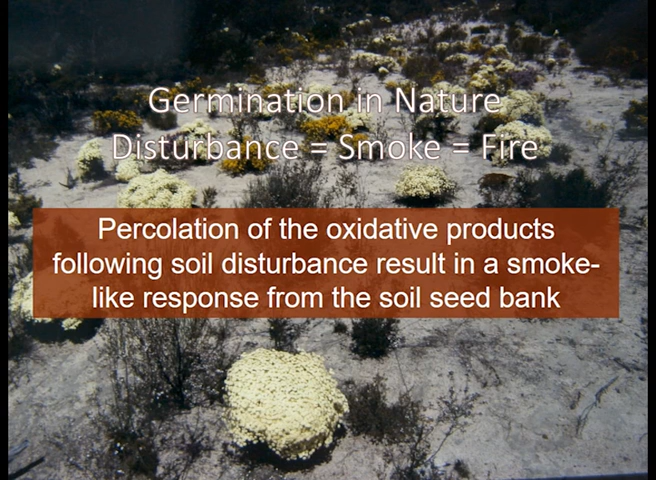 Germination in Nature
Disturbance = Smoke = Fire
Percolation of the oxidative products
following soil disturbance result in a smoke-
like response from the soil seed bank